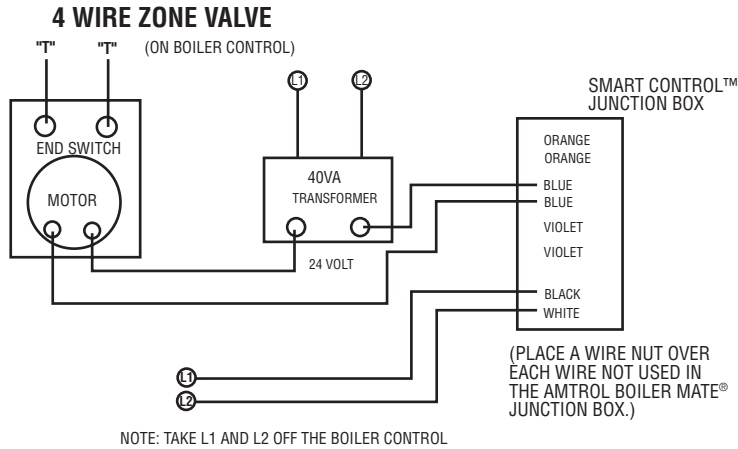 4 WIRE ZONE VALVE
"T"
"T"
(ON BOILER CONTROL)
L1
L2
SMART CONTROL™
JUNCTION BOX
END SWITCH
MOTOR
40VA
TRANSFORMER
24 VOLT
ORANGE
ORANGE
BLUE
BLUE
VIOLET
VIOLET
BLACK
WHITE
(PLACE A WIRE NUT OVER
EACH WIRE NOT USED IN
THE AMTROL BOILER MATE®
JUNCTION BOX.)
L1
L2
NOTE: TAKE L1 AND L2 OFF THE BOILER CONTROL